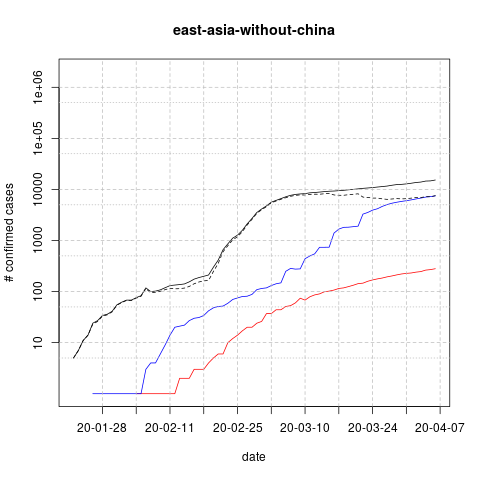 east-asia-without-china
# confirmed cases
1e+06
1e+05
10000
1000
100
10
20-01-28 20-02-11 20-02-25 20-03-10 20-03-24 20-04-07
date